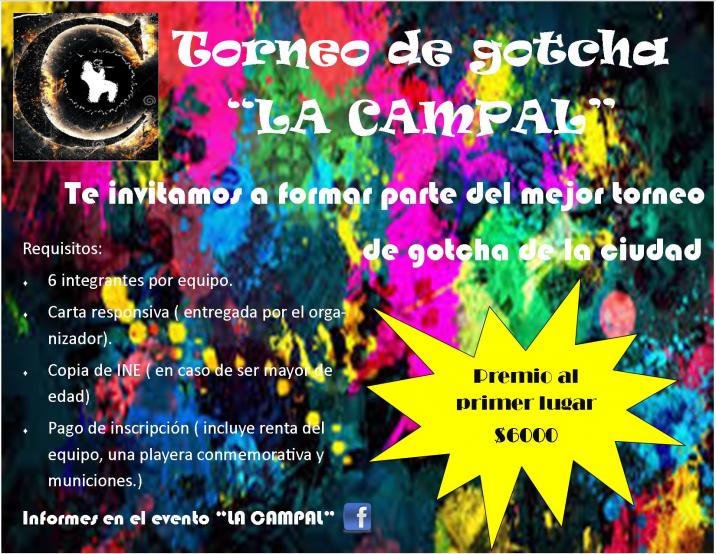 Torneo de gotcha
“LA CAMPAL”
Te invitamos a formar parte del mejor torneo
de gotcha de la ciudad
Requisitos:
6 integrantes por equipo.
Carta responsiva ( entregada por el orga-
nizador).
Copia de INE ( en caso de ser mayor de
edad)
Pago de inscripción ( incluye renta del
equipo, una playera conmemorativa y
municiones.)
Informes en el evento “LA CAMPAL”
Premio al
primer lugar
$6000